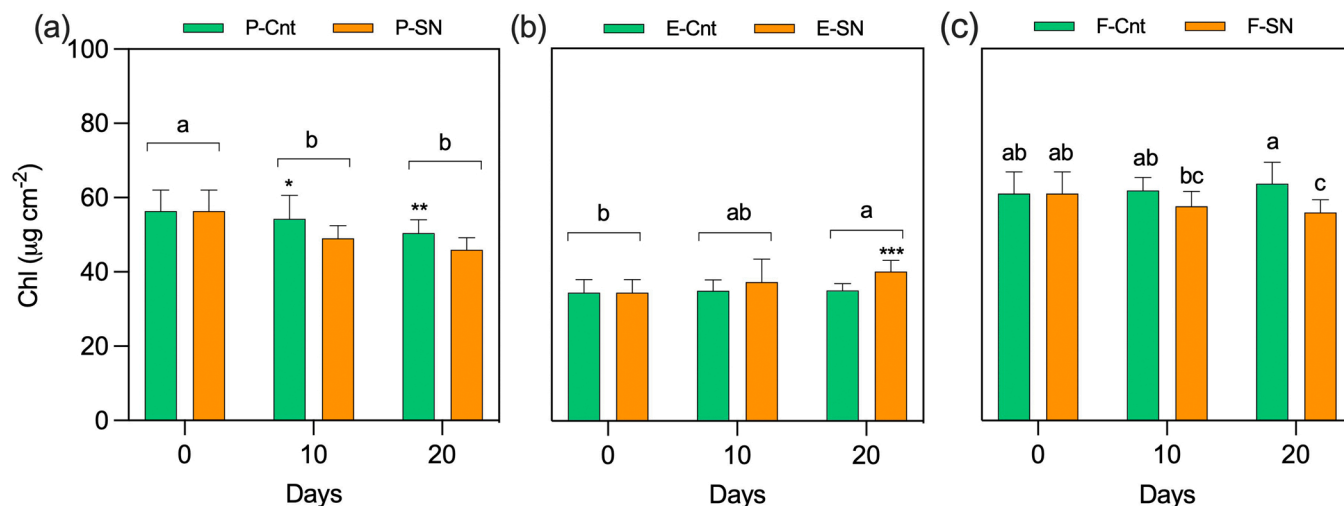 (a) P-Cnt P-SN
(b) E-Cnt E-SN
(c) F-Cnt F-SN
Chl (μg cm⁻²)
100
80
60
40
20
0
a
b
b
*
**
0 10 20
Days
b
ab
a
***
0 10 20
Days
ab ab
ab bc
a c
0 10 20
Days